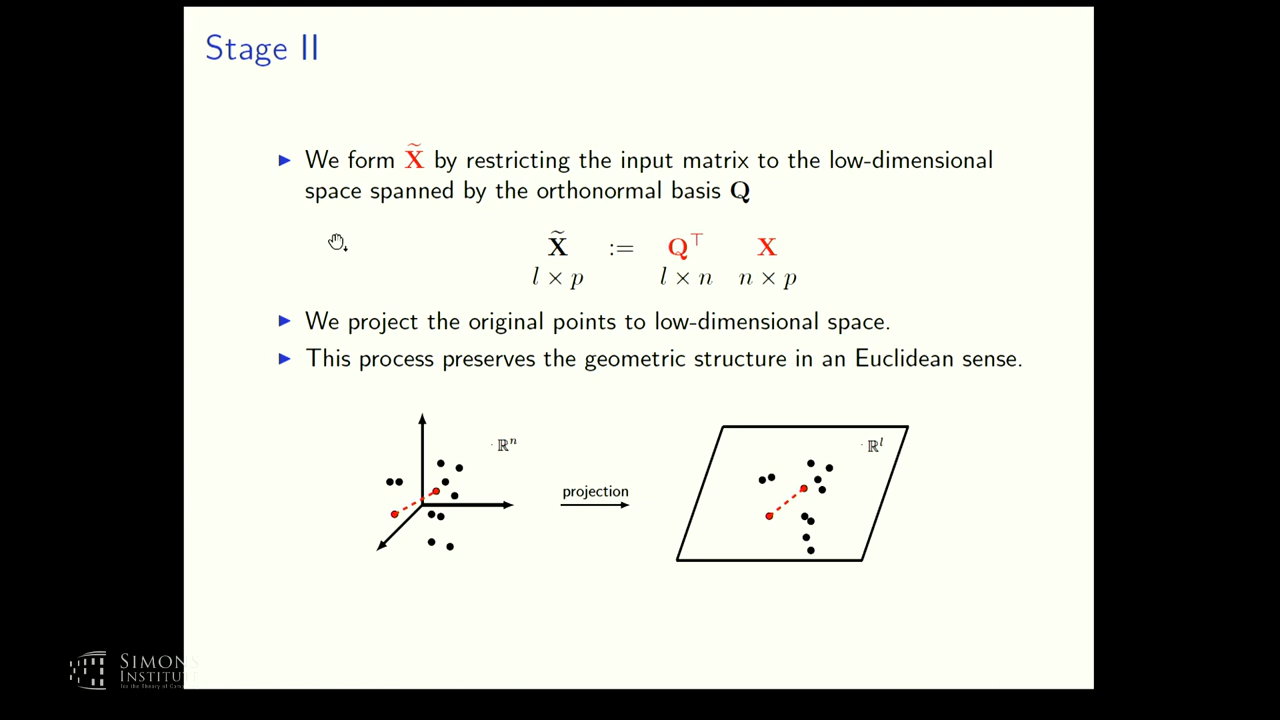 Stage II
▶ We form X̃ by restricting the input matrix to the low-dimensional
space spanned by the orthonormal basis Q
X̃ := Q⊤ X
l × p l × n n × p
▶ We project the original points to low-dimensional space.
▶ This process preserves the geometric structure in an Euclidean sense.
ℝⁿ
ℝˡ
projection
SIMONS
INSTITUTE